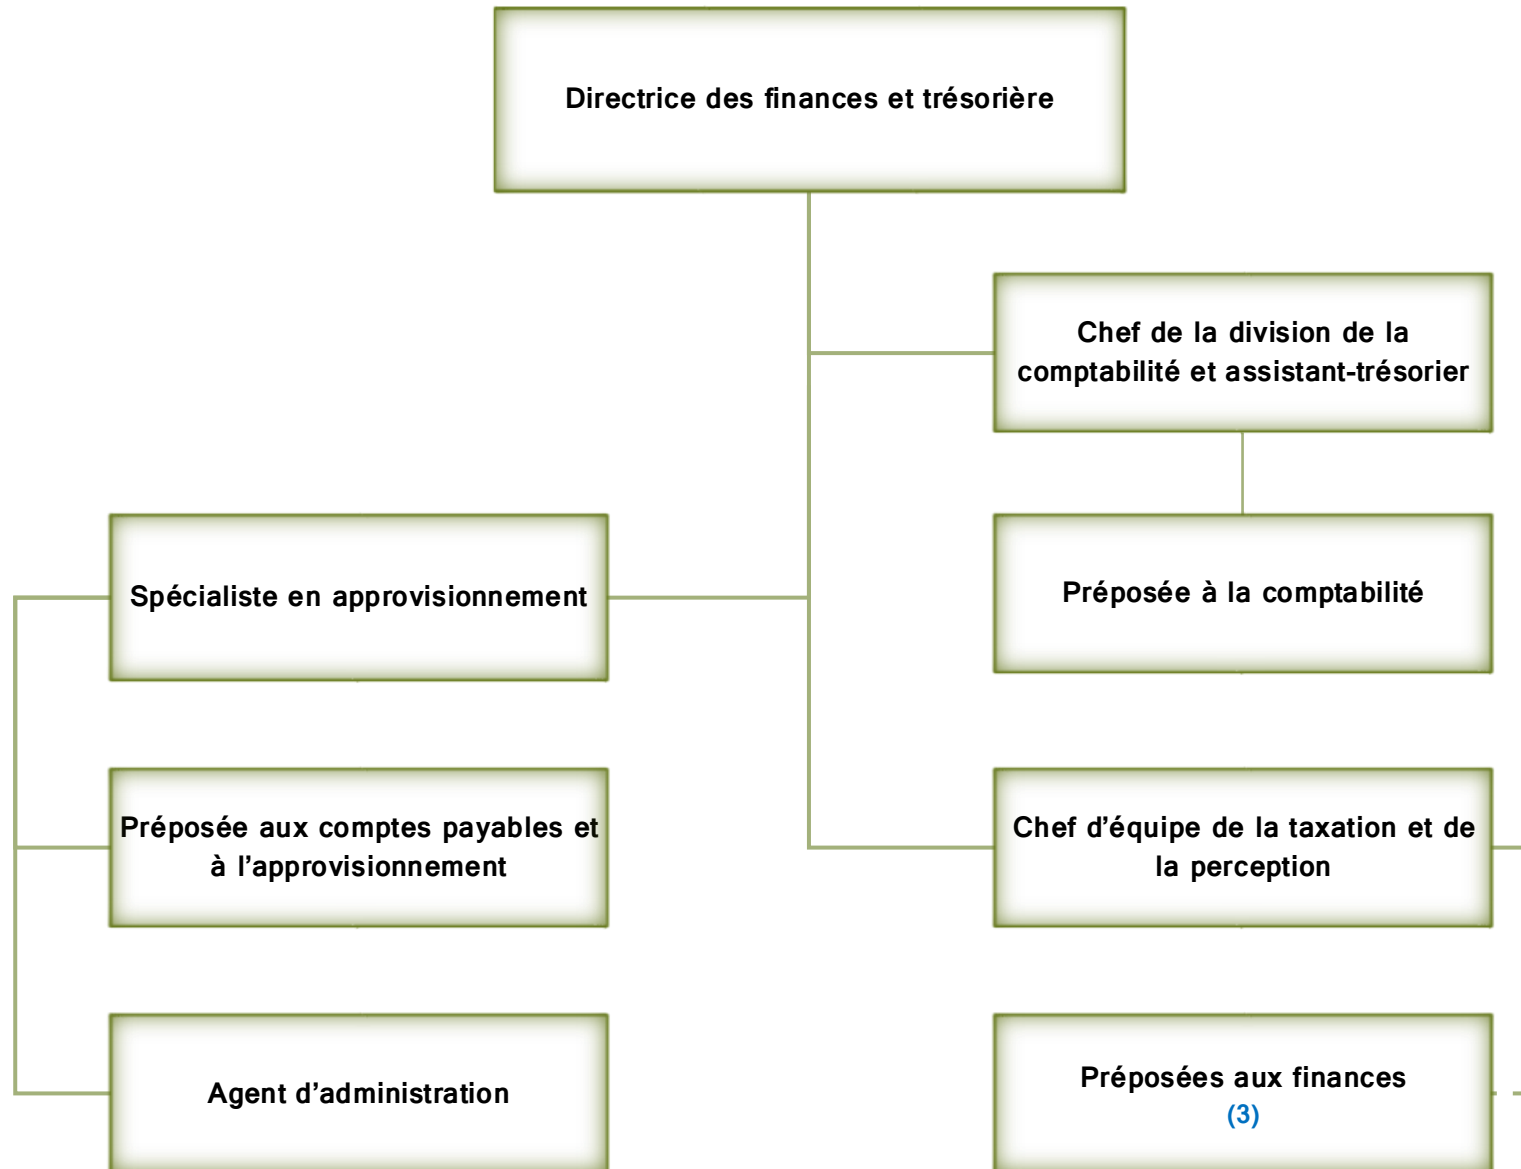 Directrice des finances et trésorière
Chef de la division de la
comptabilité et assistant-trésorier
Spécialiste en approvisionnement
Préposée à la comptabilité
Préposée aux comptes payables et
à l’approvisionnement
Chef d’équipe de la taxation et de
la perception
Agent d’administration
Préposées aux finances
(3)